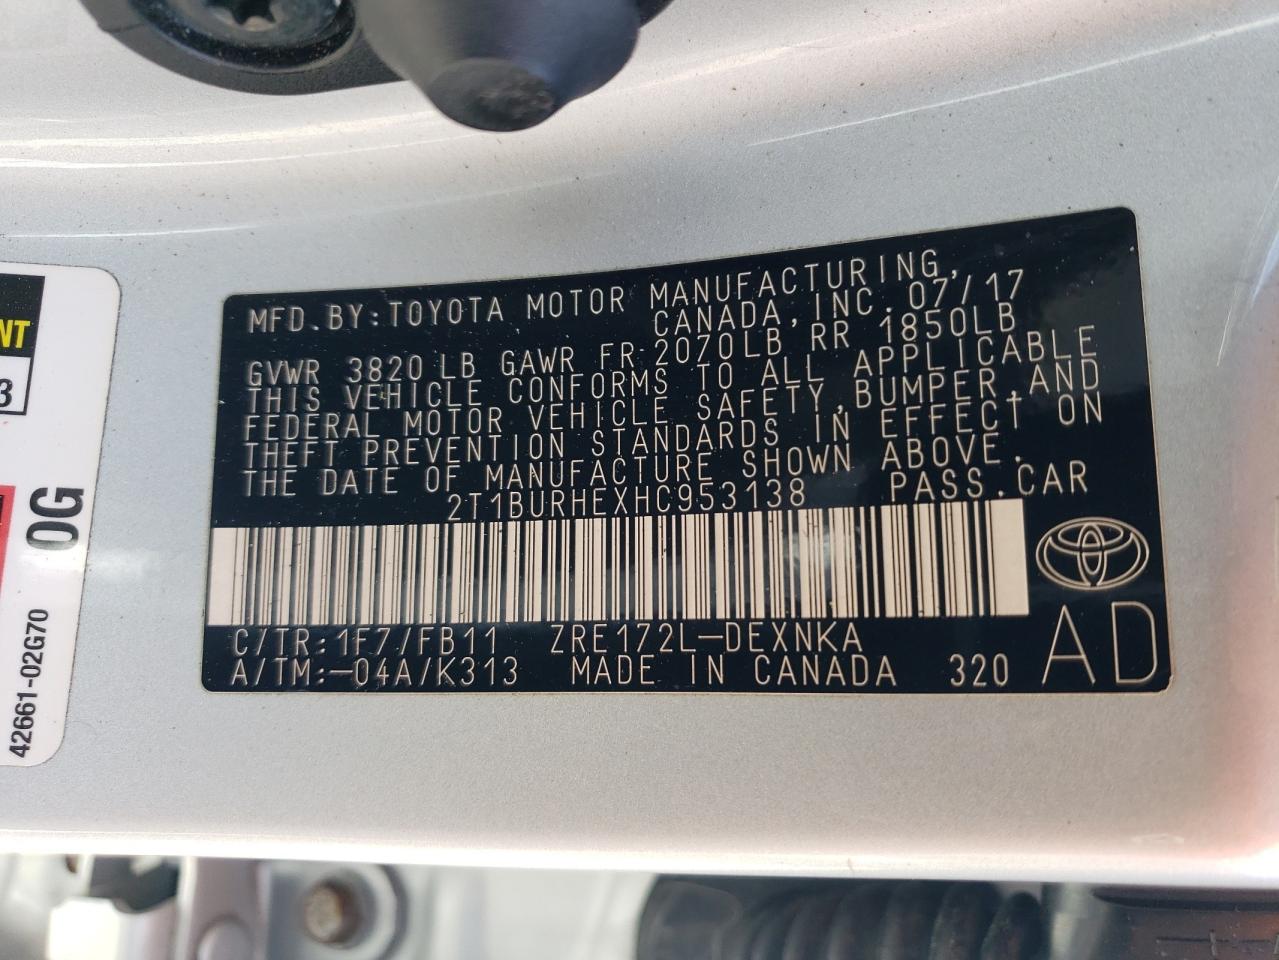 MFD.BY:TOYOTA MOTOR MANUFACTURING,
CANADA, INC. 07/17
GVWR 3820 LB GAWR FR 2070LB RR 1850LB
THIS VEHICLE CONFORMS TO ALL APPLICABLE
FEDERAL MOTOR VEHICLE SAFETY,BUMPER,AND
THEFT PREVENTION STANDARDS IN EFFECT ON
THE DATE OF MANUFACTURE SHOWN ABOVE.
2T1BURHEXHC953138 PASS.CAR
C/TR:1F7/FB11 ZRE172L-DEXNKA
A/TM:-04A/K313 MADE IN CANADA 320
AD
3
0G
42661-02G70